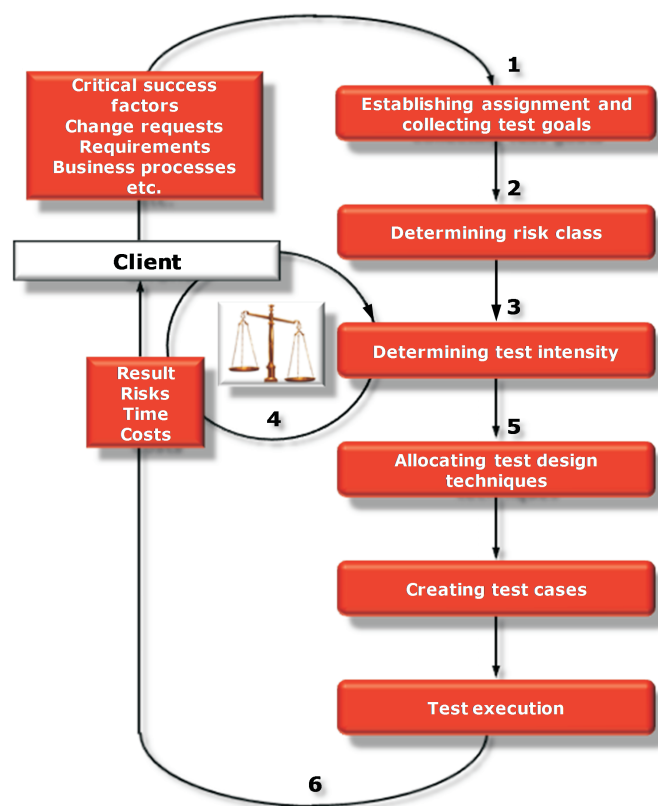 1
Critical success
factors
Change requests
Requirements
Business processes
etc.
Establishing assignment and
collecting test goals
2
Determining risk class
Client
3
Determining test intensity
Result
Risks
Time
Costs
4
5
Allocating test design
techniques
Creating test cases
Test execution
6